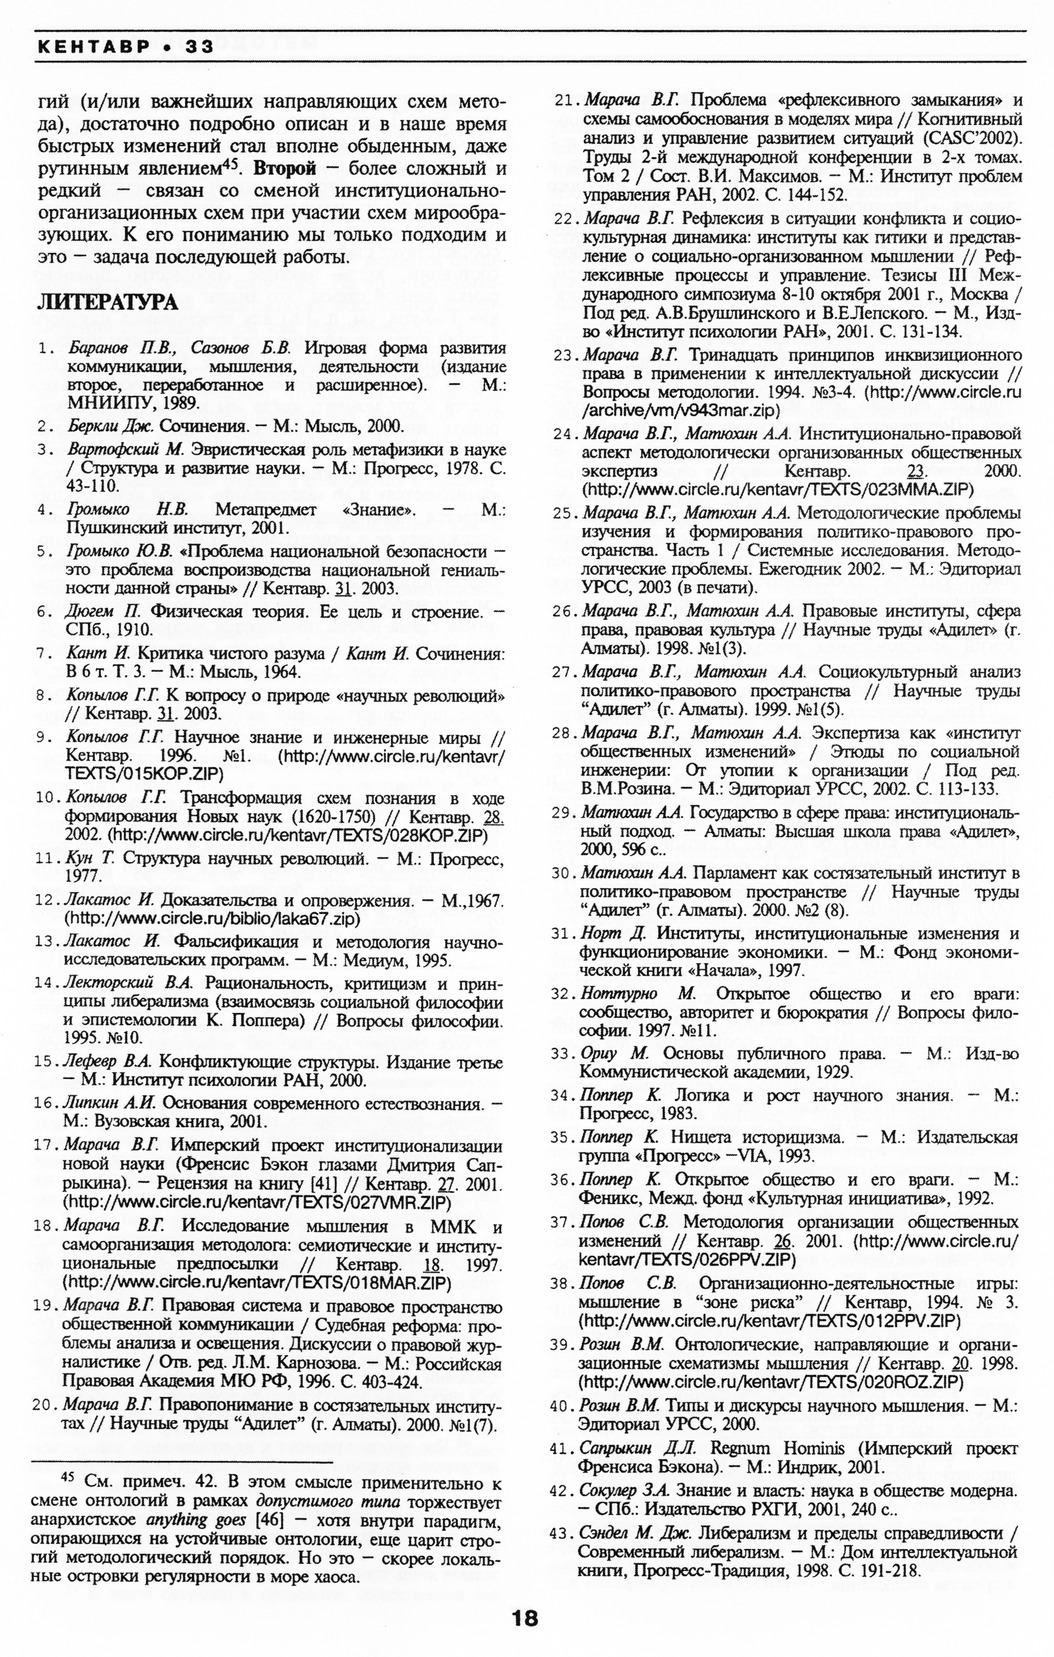 КЕНТАВР • 33
гий (и/или важнейших направляющих схем мето-
да), достаточно подробно описан и в наше время
быстрых изменений стал вполне обыденным, даже
рутинным явлением⁴⁵. Второй — более сложный и
редкий — связан со сменой институционально-
организационных схем при участии схем мирообра-
зующих. К его пониманию мы только подходим и
это — задача последующей работы.
ЛИТЕРАТУРА
1. Баранов П.В., Сазонов Б.В. Игровая форма развития
коммуникации, мышления, деятельности (издание
второе, переработанное и расширенное). — М.:
МНИИПУ, 1989.
2. Беркли Дж. Сочинения. — М.: Мысль, 2000.
3. Вартофский М. Эвристическая роль метафизики в науке
/ Структура и развитие науки. — М.: Прогресс, 1978. С.
43-110.
4. Громыко Н.В. Метапредмет «Знание». — М.:
Пушкинский институт, 2001.
5. Громыко Ю.В. «Проблема национальной безопасности —
это проблема воспроизводства национальной гениаль-
ности данной страны» // Кентавр. 31. 2003.
6. Дюгем П. Физическая теория. Ее цель и строение. —
СПб., 1910.
7. Кант И. Критика чистого разума / Кант И. Сочинения:
В 6 т. Т. 3. — М.: Мысль, 1964.
8. Копылов Г.Г. К вопросу о природе «научных революций»
// Кентавр. 31. 2003.
9. Копылов Г.Г. Научное знание и инженерные миры //
Кентавр. 1996. №1. (http://www.circle.ru/kentavr/
TEXTS/015KOP.ZIP)
10. Копылов Г.Г. Трансформация схем познания в ходе
формирования Новых наук (1620-1750) // Кентавр. 28.
2002. (http://www.circle.ru/kentavr/TEXTS/028KOP.ZIP)
11. Кун Т. Структура научных революций. — М.: Прогресс,
1977.
12. Лакатос И. Доказательства и опровержения. — М.,1967.
(http://www.circle.ru/biblio/laka67.zip)
13. Лакатос И. Фальсификация и методология научно-
исследовательских программ. — М.: Медиум, 1995.
14. Лекторский В.А. Рациональность, критицизм и прин-
ципы либерализма (взаимосвязь социальной философии
и эпистемологии К. Поппера) // Вопросы философии.
1995. №10.
15. Лефевр В.А. Конфликтующие структуры. Издание третье
— М.: Институт психологии РАН, 2000.
16. Липкин А.И. Основания современного естествознания. —
М.: Вузовская книга, 2001.
17. Марача В.Г. Имперский проект институционализации
новой науки (Френсис Бэкон глазами Дмитрия Сап-
рыкина). — Рецензия на книгу [41] // Кентавр. 27. 2001.
(http://www.circle.ru/kentavr/TEXTS/027VMR.ZIP)
18. Марача В.Г. Исследование мышления в ММК и
самоорганизация методолога: семиотические и институ-
циональные предпосылки // Кентавр. 18. 1997.
(http://www.circle.ru/kentavr/TEXTS/018MAR.ZIP)
19. Марача В.Г. Правовая система и правовое пространство
общественной коммуникации / Судебная реформа: про-
блемы анализа и освещения. Дискуссии о правовой жур-
налистике / Отв. ред. Л.М. Карнозова. — М.: Российская
Правовая Академия МЮ РФ, 1996. С. 403-424.
20. Марача В.Г. Правопонимание в состязательных институ-
тах // Научные труды “Адилет” (г. Алматы). 2000. №1(7).
⁴⁵ См. примеч. 42. В этом смысле применительно к
смене онтологий в рамках допустимого типа торжествует
анархистское anything goes [46] — хотя внутри парадигм,
опирающихся на устойчивые онтологии, еще царит стро-
гий методологический порядок. Но это — скорее локаль-
ные островки регулярности в море хаоса.
21. Марача В.Г. Проблема «рефлексивного замыкания» и
схемы самообоснования в моделях мира // Когнитивный
анализ и управление развитием ситуаций (CASC'2002).
Труды 2-й международной конференции в 2-х томах.
Том 2 / Сост. В.И. Максимов. — М.: Институт проблем
управления РАН, 2002. С. 144-152.
22. Марача В.Г. Рефлексия в ситуации конфликта и социо-
культурная динамика: институты как гитики и представ-
ление о социально-организованном мышлении // Реф-
лексивные процессы и управление. Тезисы III Меж-
дународного симпозиума 8-10 октября 2001 г., Москва /
Под ред. А.В.Брушлинского и В.Е.Лепского. — М., Изд-
во «Институт психологии РАН», 2001. С. 131-134.
23. Марача В.Г. Тринадцать принципов инквизиционного
права в применении к интеллектуальной дискуссии //
Вопросы методологии. 1994. №3-4. (http://www.circle.ru
/archive/vm/v943mar.zip)
24. Марача В.Г., Матюхин А.А. Институционально-правовой
аспект методологически организованных общественных
экспертиз // Кентавр. 23. 2000.
(http://www.circle.ru/kentavr/TEXTS/023MMA.ZIP)
25. Марача В.Г., Матюхин А.А. Методологические проблемы
изучения и формирования политико-правового про-
странства. Часть 1 / Системные исследования. Методо-
логические проблемы. Ежегодник 2002. — М.: Эдиториал
УРСС, 2003 (в печати).
26. Марача В.Г., Матюхин А.А. Правовые институты, сфера
права, правовая культура // Научные труды «Адилет» (г.
Алматы). 1998. №1(3).
27. Марача В.Г., Матюхин А.А. Социокультурный анализ
политико-правового пространства // Научные труды
“Адилет” (г. Алматы). 1999. №1(5).
28. Марача В.Г., Матюхин А.А. Экспертиза как «институт
общественных изменений» / Этюды по социальной
инженерии: От утопии к организации / Под ред.
В.М.Розина. — М.: Эдиториал УРСС, 2002. С. 113-133.
29. Матюхин А.А. Государство в сфере права: институциональ-
ный подход. — Алматы: Высшая школа права «Адилет»,
2000, 596 с..
30. Матюхин А.А. Парламент как состязательный институт в
политико-правовом пространстве // Научные труды
“Адилет” (г. Алматы). 2000. №2 (8).
31. Норт Д. Институты, институциональные изменения и
функционирование экономики. — М.: Фонд экономи-
ческой книги «Начала», 1997.
32. Ноттурно М. Открытое общество и его враги:
сообщество, авторитет и бюрократия // Вопросы фило-
софии. 1997. №11.
33. Ориу М. Основы публичного права. — М.: Изд-во
Коммунистической академии, 1929.
34. Поппер К. Логика и рост научного знания. — М.:
Прогресс, 1983.
35. Поппер К. Нищета историцизма. — М.: Издательская
группа «Прогресс» —VIA, 1993.
36. Поппер К. Открытое общество и его враги. — М.:
Феникс, Межд. фонд «Культурная инициатива», 1992.
37. Попов С.В. Методология организации общественных
изменений // Кентавр. 26. 2001. (http://www.circle.ru/
kentavr/TEXTS/026PPV.ZIP)
38. Попов С.В. Организационно-деятельностные игры:
мышление в “зоне риска” // Кентавр, 1994. № 3.
(http://www.circle.ru/kentavr/TEXTS/012PPV.ZIP)
39. Розин В.М. Онтологические, направляющие и органи-
зационные схематизмы мышления // Кентавр. 20. 1998.
(http://www.circle.ru/kentavr/TEXTS/020ROZ.ZIP)
40. Розин В.М. Типы и дискурсы научного мышления. — М.:
Эдиториал УРСС, 2000.
41. Сапрыкин Д.Л. Regnum Hominis (Имперский проект
Френсиса Бэкона). — М.: Индрик, 2001.
42. Сокулер З.А. Знание и власть: наука в обществе модерна.
— СПб.: Издательство РХГИ, 2001, 240 с..
43. Сэндел М. Дж. Либерализм и пределы справедливости /
Современный либерализм. — М.: Дом интеллектуальной
книги, Прогресс-Традиция, 1998. С. 191-218.
18